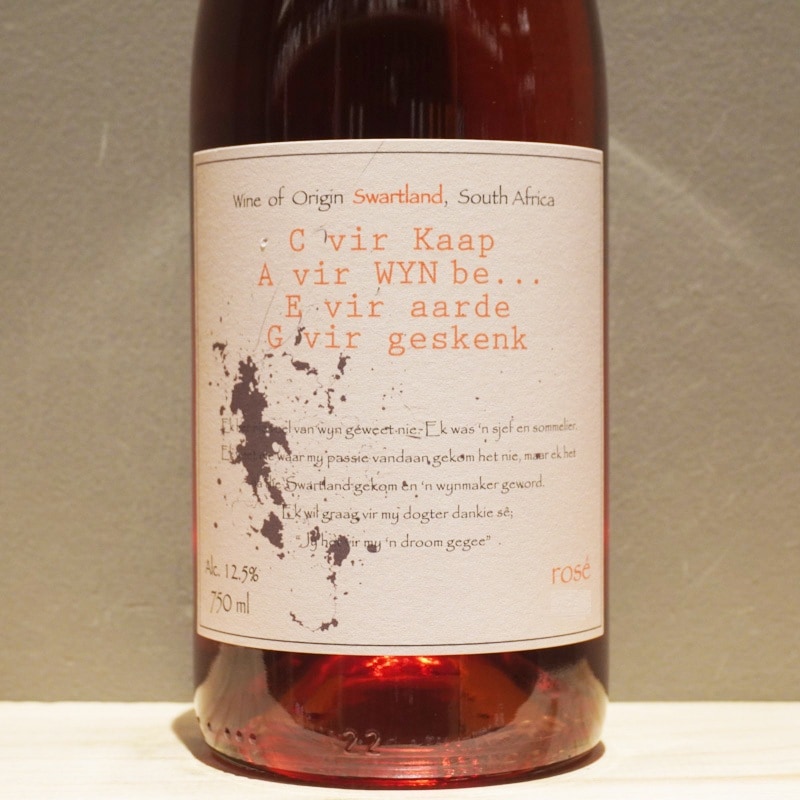 Wine of Origin Swartland, South Africa
C vir Kaap
A vir WYN be...
E vir aarde
G vir geskenk
Ek van wyn geweet nie. Ek was 'n sjef en sommelier.
Ek waar my passie vandaan gekom het nie, maar ek het
Swartland gekom en 'n wynmaker geword.
Ek wil graag vir my dogter dankie sê;
"Jy het vir my 'n droom gegee"
Alc. 12.5%
750 ml
rosé
22